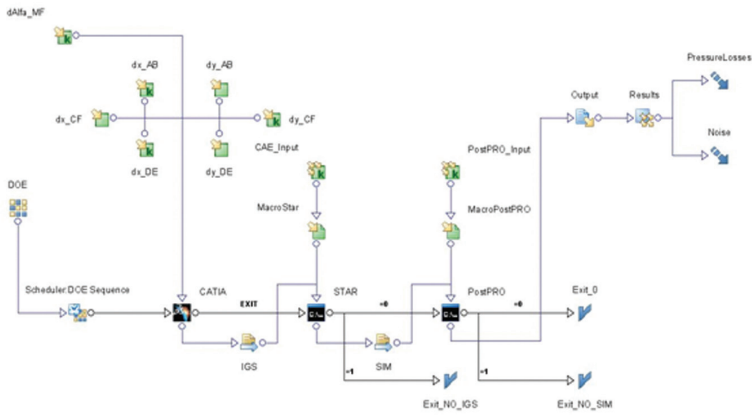 dAlfa_MF
dx_AB
dy_AB
dx_CF
dy_CF
CAE_Input
dx_DE
dy_DE
PostPRO_Input
PressureLosses
Output
Results
Noise
DOE
MacroStar
MacroPostPRO
Scheduler:DOE Sequence
CATIA
EXIT
STAR
=0
PostPRO
=0
Exit_0
IGS
SIM
=1
=1
Exit_NO_IGS
Exit_NO_SIM